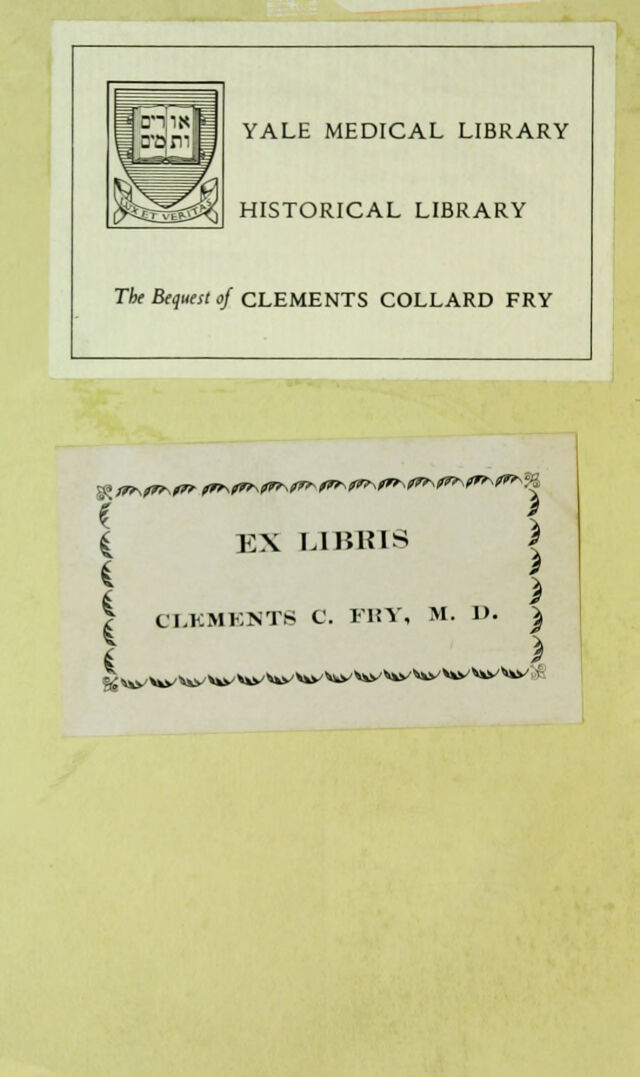 אורים
ותמים
LUX ET VERITAS
YALE MEDICAL LIBRARY
HISTORICAL LIBRARY
The Bequest of CLEMENTS COLLARD FRY
EX LIBRIS
CLEMENTS C. FRY, M. D.